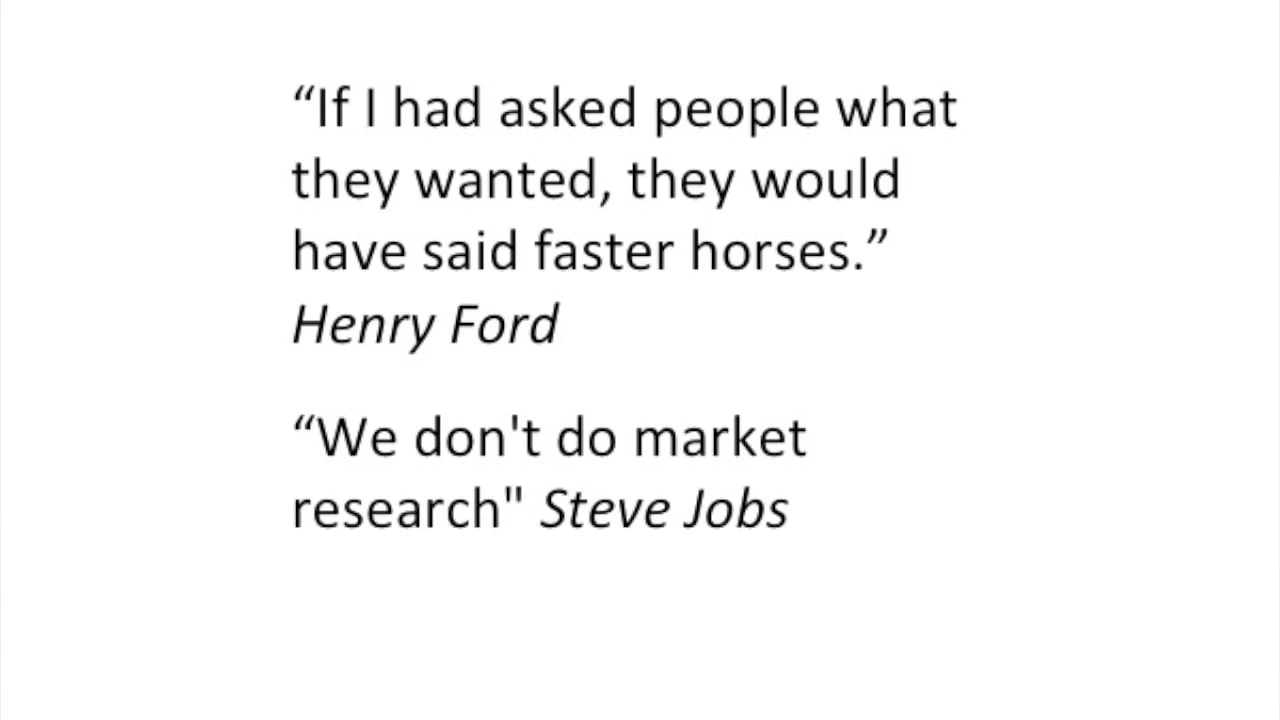 “If I had asked people what
they wanted, they would
have said faster horses.”
Henry Ford
“We don't do market
research" Steve Jobs